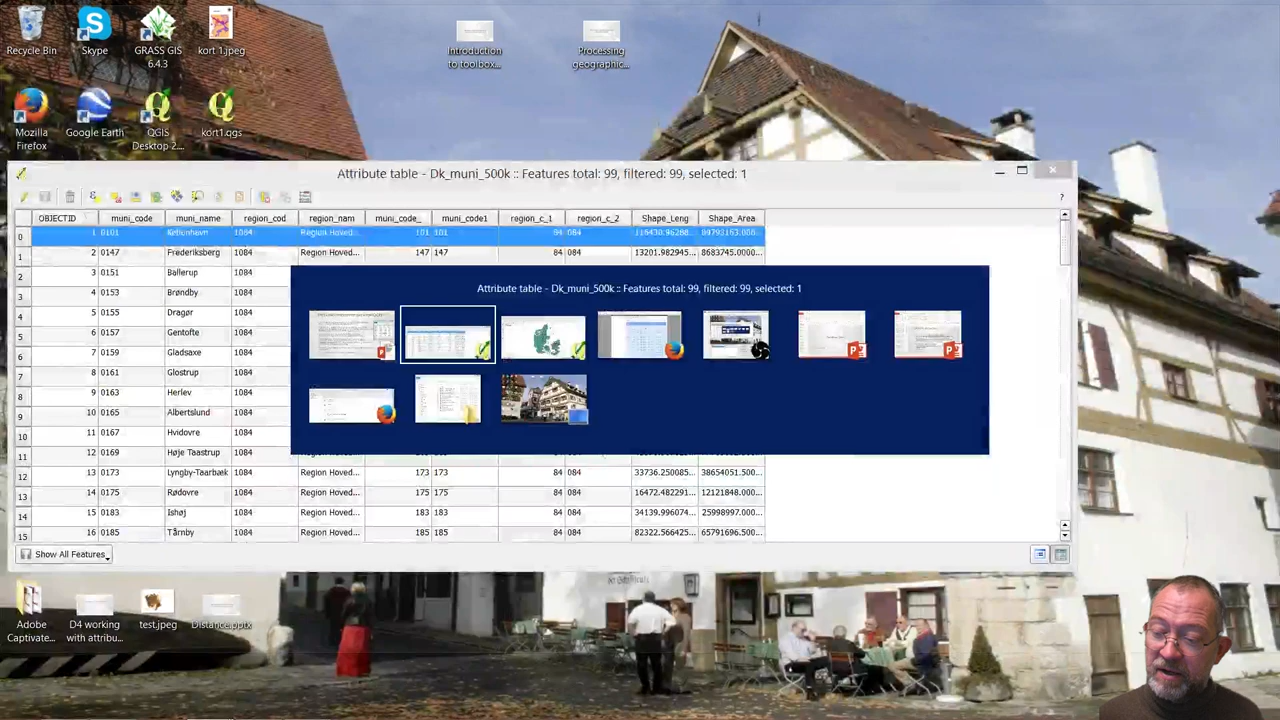 Recycle Bin
Skype
GRASS GIS 6.4.3
kort 1.jpeg
Introduction to toolbox...
Processing geographic...
Mozilla Firefox
Google Earth
QGIS Desktop 2....
kort1.qgs
Attribute table - Dk_muni_500k :: Features total: 99, filtered: 99, selected: 1
?
OBJECTID muni_code muni_name region_cod region_nam muni_code_ muni_code1 region_c_1 region_c_2 Shape_Leng Shape_Area
0 1 0101 København 1084 Region Hoved... 101 101 84 084
1 2 0147 Frederiksberg 1084 Region Hoved... 147 147 84 084 13201.982945... 8683745.0000...
Attribute table - Dk_muni_500k :: Features total: 99, filtered: 99, selected: 1
2 3 0151 Ballerup 1084
3 4 0153 Brøndby 1084
4 5 0155 Dragør 1084
5 6 0157 Gentofte 1084
6 7 0159 Gladsaxe 1084
7 8 0161 Glostrup 1084
8 9 0163 Herlev 1084
9 10 0165 Albertslund 1084
10 11 0167 Hvidovre 1084
11 12 0169 Høje Taastrup 1084
12 13 0173 Lyngby-Taarbæk 1084 Region Hoved... 173 173 84 084 33736.250085... 38654051.500...
13 14 0175 Rødovre 1084 Region Hoved... 175 175 84 084 16472.482291... 12121848.000...
14 15 0183 Ishøj 1084 Region Hoved... 183 183 84 084 34139.996074... 25998997.000...
15 16 0185 Tårnby 1084 Region Hoved... 185 185 84 084 82322.566425... 65791696.500...
Show All Features
Adobe Captivate...
D4 working with attribu...
test.jpeg
Distance.pptx